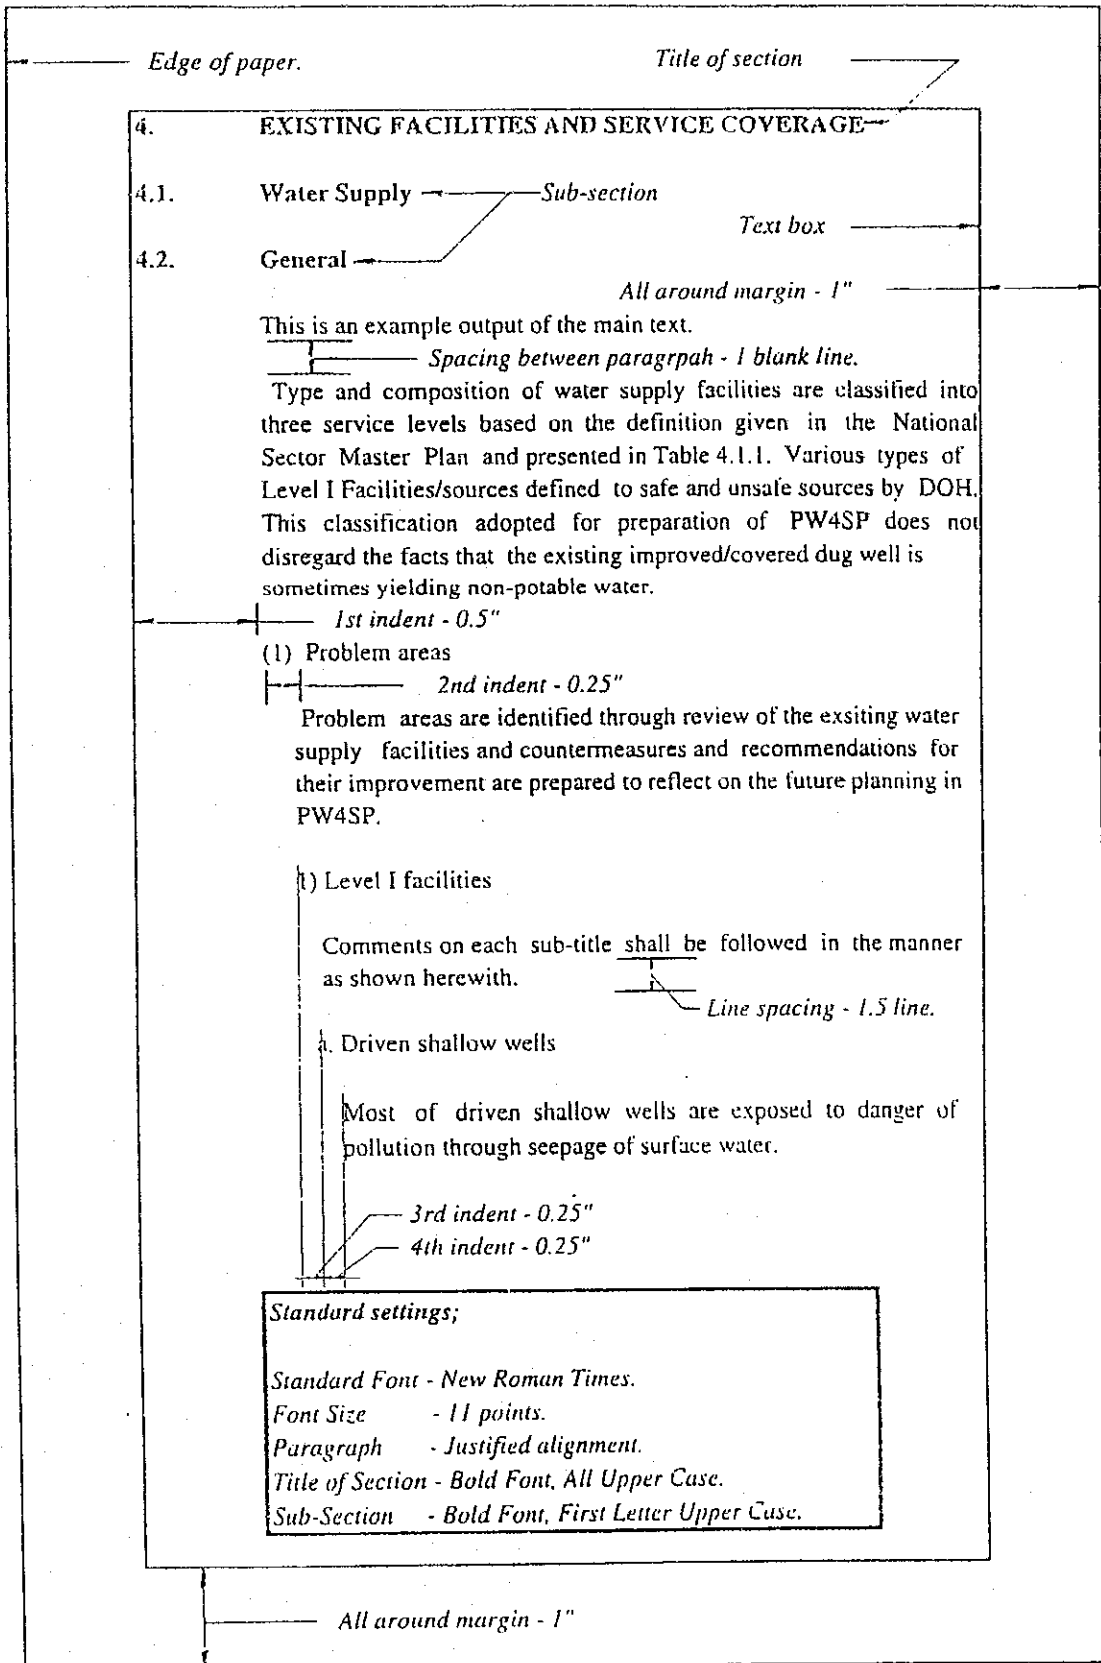 Edge of paper.
Title of section
4. EXISTING FACILITIES AND SERVICE COVERAGE
4.1. Water Supply
Sub-section
Text box
4.2. General
All around margin - 1"
This is an example output of the main text.
Spacing between paragrpah - 1 blank line.
Type and composition of water supply facilities are classified into
three service levels based on the definition given in the National
Sector Master Plan and presented in Table 4.1.1. Various types of
Level I Facilities/sources defined to safe and unsafe sources by DOH.
This classification adopted for preparation of PW4SP does not
disregard the facts that the existing improved/covered dug well is
sometimes yielding non-potable water.
1st indent - 0.5"
(1) Problem areas
2nd indent - 0.25"
Problem areas are identified through review of the exsiting water
supply facilities and countermeasures and recommendations for
their improvement are prepared to reflect on the future planning in
PW4SP.
1) Level I facilities
Comments on each sub-title shall be followed in the manner
as shown herewith.
Line spacing - 1.5 line.
Driven shallow wells
Most of driven shallow wells are exposed to danger of
pollution through seepage of surface water.
3rd indent - 0.25"
4th indent - 0.25"
Standard settings;
Standard Font - New Roman Times.
Font Size - 11 points.
Paragraph - Justified alignment.
Title of Section - Bold Font, All Upper Case.
Sub-Section - Bold Font, First Letter Upper Case.
All around margin - 1"